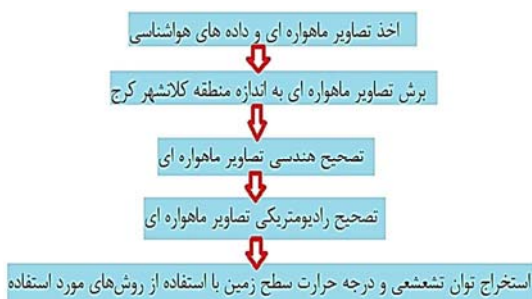 اخذ تصاویر ماهواره ای و داده های هواشناسی
برش تصاویر ماهواره ای به اندازه منطقه کلانشهر کرج
تصحیح هندسی تصاویر ماهواره ای
تصحیح رادیومتریکی تصاویر ماهواره ای
استخراج توان تشعشعی و درجه حرارت سطح زمین با استفاده از روش‌های مورد استفاده